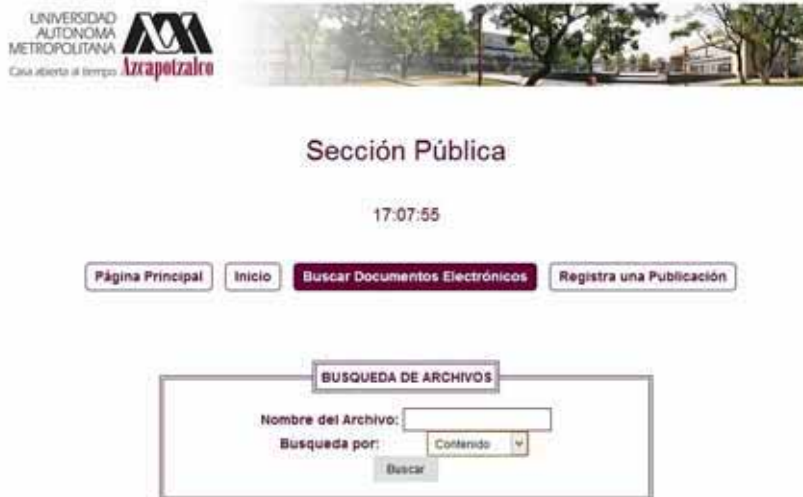 UNIVERSIDAD
AUTONOMA
METROPOLITANA
Casa abierta al tiempo Azcapotzalco
Sección Pública
17:07:55
Página Principal Inicio Buscar Documentos Electrónicos Registra una Publicación
BUSQUEDA DE ARCHIVOS
Nombre del Archivo:
Busqueda por: Contenido
Buscar